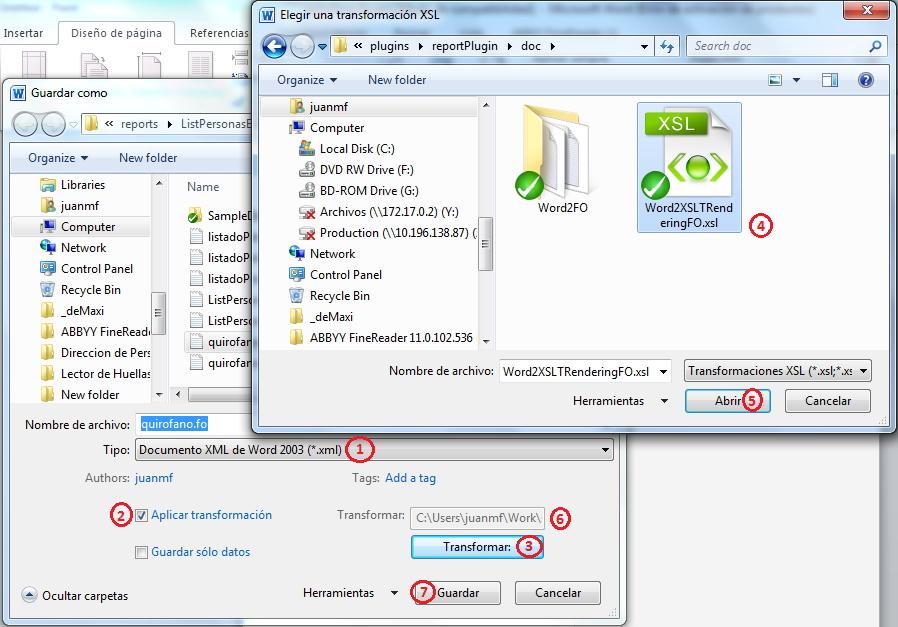 Insertar
Diseño de página
Referencias
Guardar como
« reports ListPersonasE
Organize
New folder
Libraries
juanmf
Computer
Network
Control Panel
Recycle Bin
_deMaxi
ABBYY FineReade
Direccion de Pers
Lector de Huellas
New folder
Name
SampleD
listadoP
listadoP
listadoP
ListPerso
ListPerso
quirofan
quirofan
Nombre de archivo: quirofano.fo
Tipo: Documento XML de Word 2003 (*.xml) 1
Authors: juanmf
Tags: Add a tag
2 Aplicar transformación
Transformar: C:\Users\juanmf\Work\ 6
Guardar sólo datos
Transformar: 3
Ocultar carpetas
Herramientas
7 Guardar
Cancelar
Elegir una transformación XSL
« plugins reportPlugin doc
Search doc
Organize
New folder
juanmf
Computer
Local Disk (C:)
DVD RW Drive (F:)
BD-ROM Drive (G:)
Archivos (\\172.17.0.2) (Y:)
Production (\\10.196.138.87) (
Network
Control Panel
Recycle Bin
_deMaxi
ABBYY FineReader 11.0.102.536
Word2FO
XSL
Word2XSLTRend
eringFO.xsl
4
Nombre de archivo: Word2XSLTRenderingFO.xsl
Transformaciones XSL (*.xsl;*.xs
Herramientas
Abrir 5
Cancelar